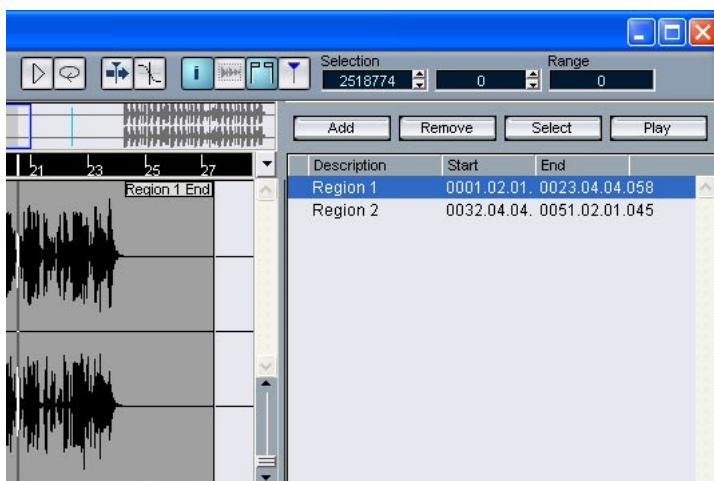 Selection Range
2518774 0 0
Add Remove Select Play
21 23 25 27
Description Start End
Region 1 End
Region 1 0001.02.01. 0023.04.04.058
Region 2 0032.04.04. 0051.02.01.045